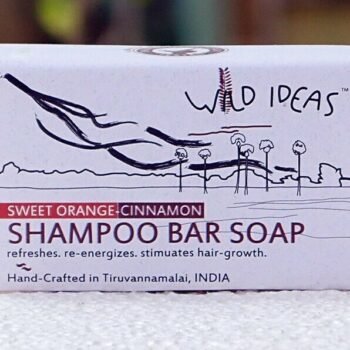 WILD IDEAS™
SWEET ORANGE-CINNAMON
SHAMPOO BAR SOAP
refreshes. re-energizes. stimuates hair-growth.
Hand-Crafted in Tiruvannamalai, INDIA